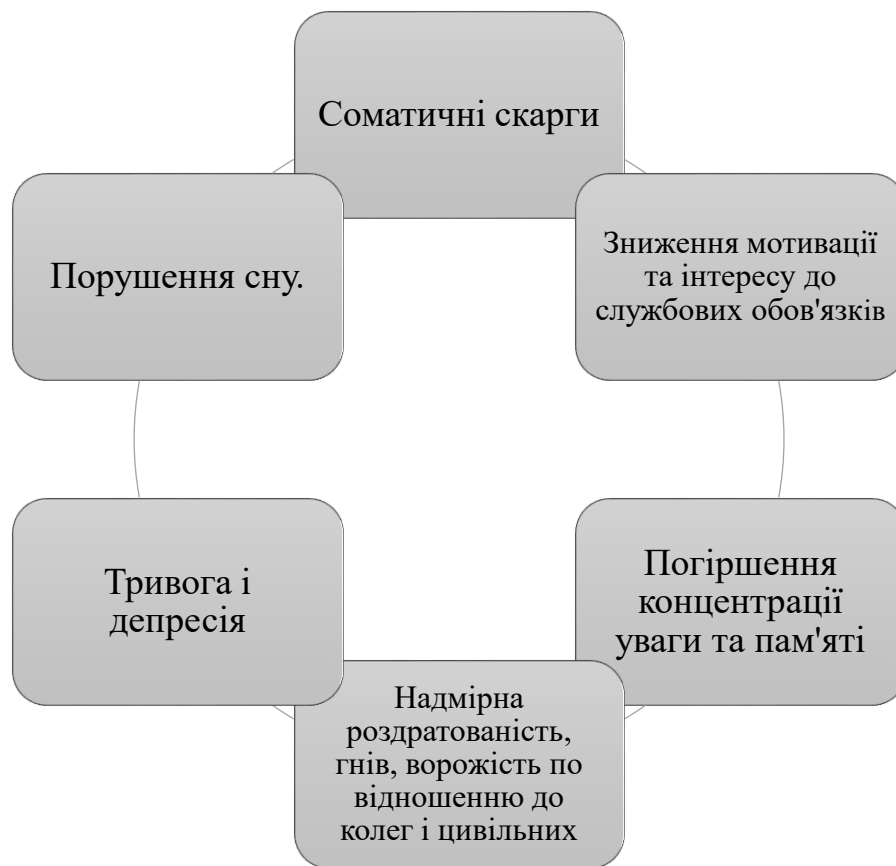 Соматичні скарги
Зниження мотивації
та інтересу до
службових обов'язків
Погіршення
концентрації
уваги та пам'яті
Надмірна
роздратованість,
гнів, ворожість по
відношенню до
колег і цивільних
Тривога і
депресія
Порушення сну.